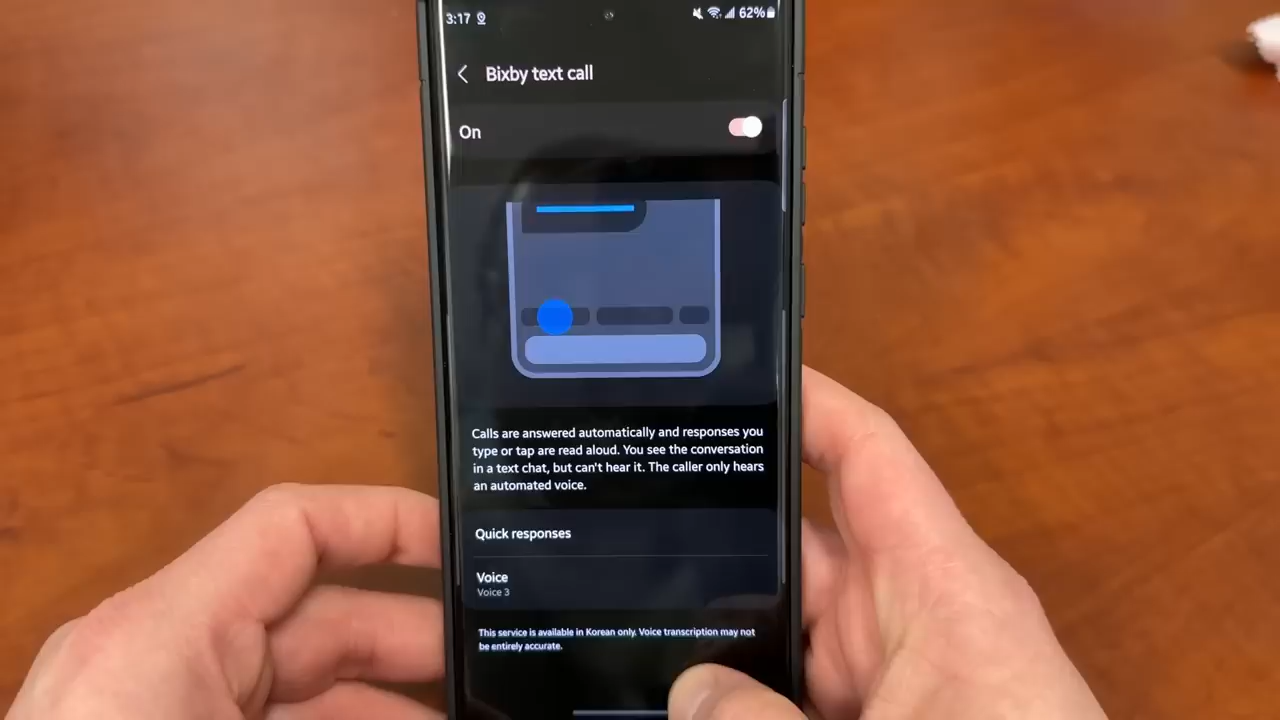 3:17 62%
Bixby text call
On
Calls are answered automatically and responses you
type or tap are read aloud. You see the conversation
in a text chat, but can't hear it. The caller only hears
an automated voice.
Quick responses
Voice
Voice 3
This service is available in Korean only. Voice transcription may not
be entirely accurate.